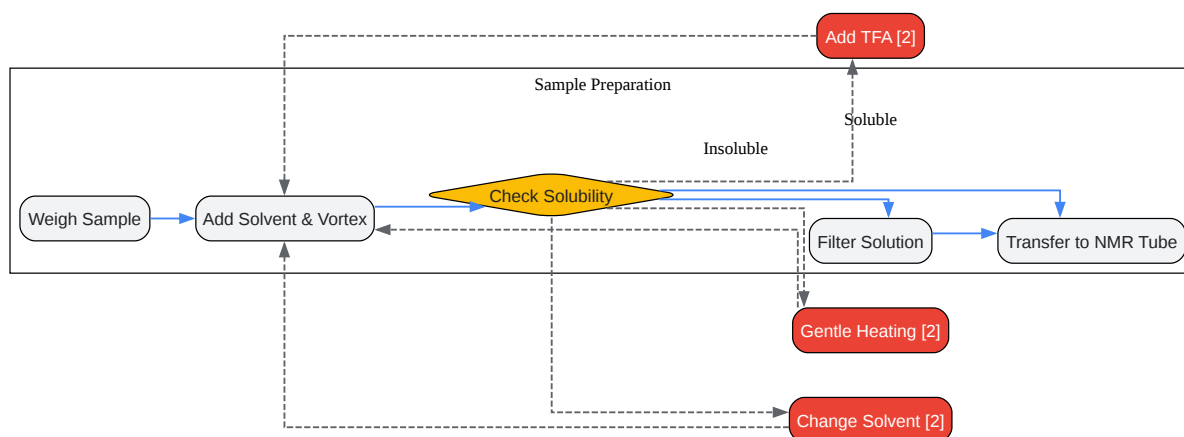 Add TFA [2]
Sample Preparation
Soluble
Insoluble
Check Solubility
Weigh Sample
Add Solvent & Vortex
Filter Solution
Transfer to NMR Tube
Gentle Heating [2]
Change Solvent [2]